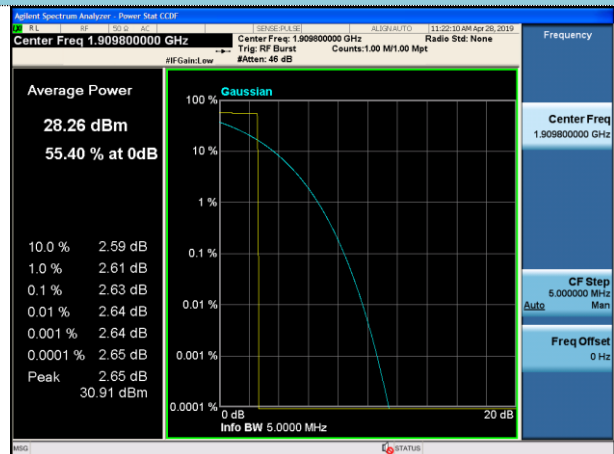 Agilent Spectrum Analyzer - Power Stat CCDF
RL RF 50 Ω AC SENSE:PULSE ALIGN AUTO 11:22:10 AM Apr 28, 2019
Center Freq 1.909800000 GHz
Center Freq: 1.909800000 GHz Radio Std: None
Trig: RF Burst Counts:1.00 M/1.00 Mpt
#IFGain:Low #Atten: 46 dB
Frequency
Average Power
28.26 dBm
55.40 % at 0dB
10.0 % 2.59 dB
1.0 % 2.61 dB
0.1 % 2.63 dB
0.01 % 2.64 dB
0.001 % 2.64 dB
0.0001 % 2.65 dB
Peak 2.65 dB
30.91 dBm
Gaussian
100 %
10 %
1 %
0.1 %
0.01 %
0.001 %
0.0001 %
0 dB 20 dB
Info BW 5.0000 MHz
Center Freq
1.909800000 GHz
CF Step
5.000000 MHz
Auto Man
Freq Offset
0 Hz
MSG STATUS